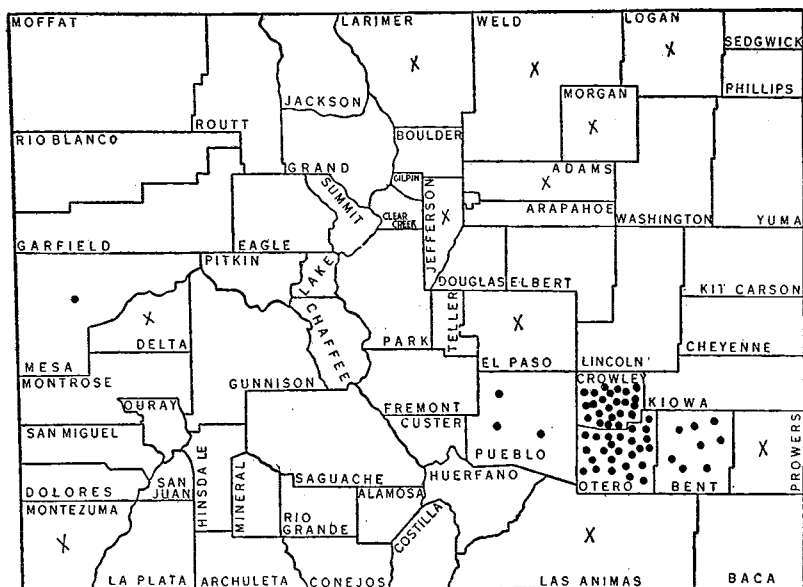 MOFFAT
LARIMER
WELD
LOGAN
SEDGWICK
X
X
X
PHILLIPS
MORGAN
JACKSON
ROUTT
X
BOULDER
RIO BLANCO
GRAND
GILPIN
ADAMS
X
SUMMIT
JEFFERSON
X
CLEAR
CREEK
ARAPAHOE
WASHINGTON
YUMA
GARFIELD
EAGLE
PITKIN
LAKE
DOUGLAS
ELBERT
KIT CARSON
CHAFFEE
TELLER
X
X
DELTA
PARK
CHEYENNE
MESA
EL PASO
LINCOLN
MONTROSE
GUNNISON
CROWLEY
OURAY
FREMONT
KIOWA
CUSTER
SAN MIGUEL
PUEBLO
X
PROWERS
HINSDALE
MINERAL
SAGUACHE
HUERFANO
OTERO
BENT
DOLORES
SAN
JUAN
ALAMOSA
MONTEZUMA
RIO
GRANDE
COSTILLA
X
X
LA PLATA
ARCHULETA
CONEJOS
LAS ANIMAS
BACA